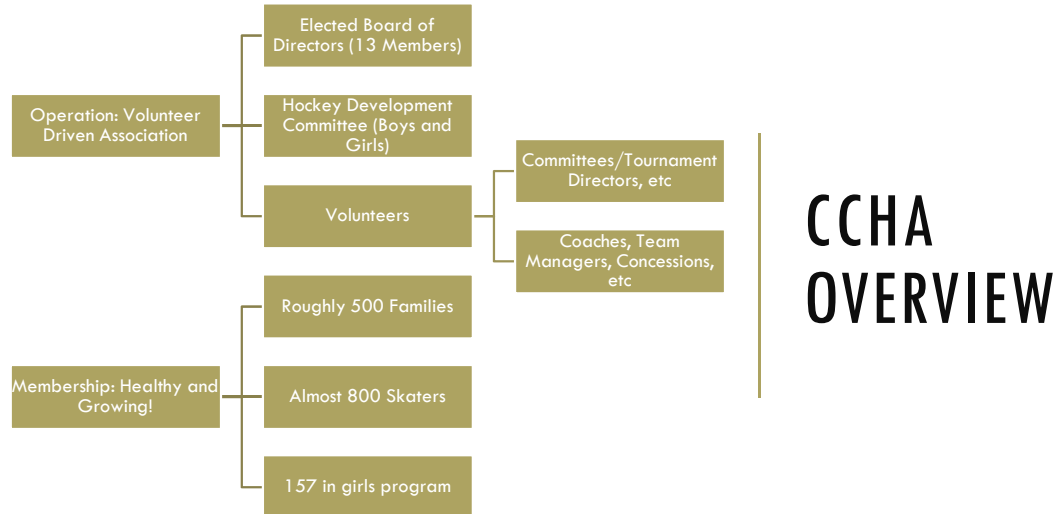 Elected Board of
Directors (13 Members)
Operation: Volunteer
Driven Association
Hockey Development
Committee (Boys and
Girls)
Volunteers
Committees/Tournament
Directors, etc
Coaches, Team
Managers, Concessions,
etc
Membership: Healthy and
Growing!
Roughly 500 Families
Almost 800 Skaters
157 in girls program
CCHA
OVERVIEW